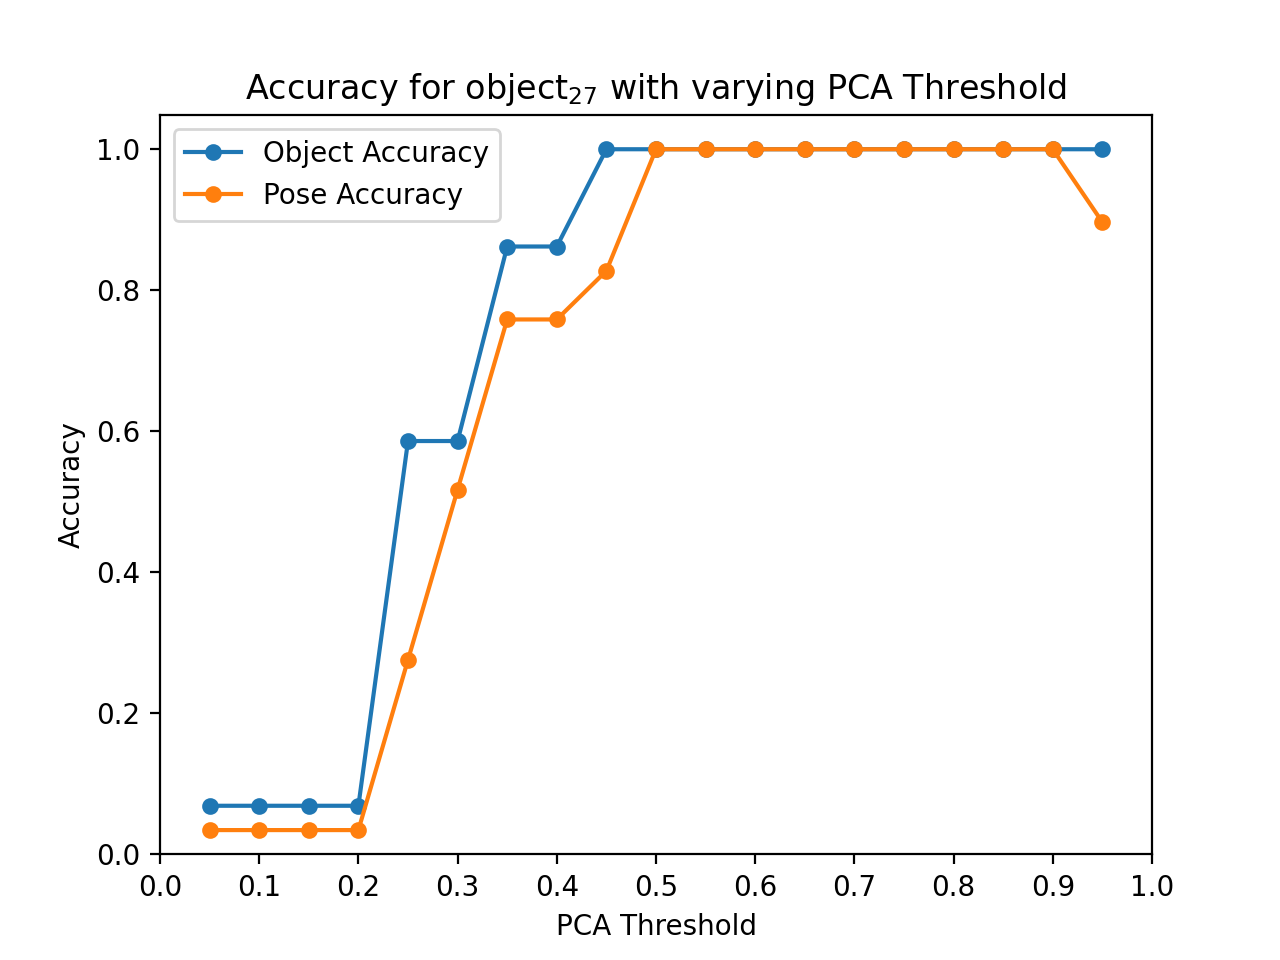 Accuracy for object₂₇ with varying PCA Threshold
Object Accuracy
Pose Accuracy
Accuracy
1.0
0.8
0.6
0.4
0.2
0.0
0.0 0.1 0.2 0.3 0.4 0.5 0.6 0.7 0.8 0.9 1.0
PCA Threshold